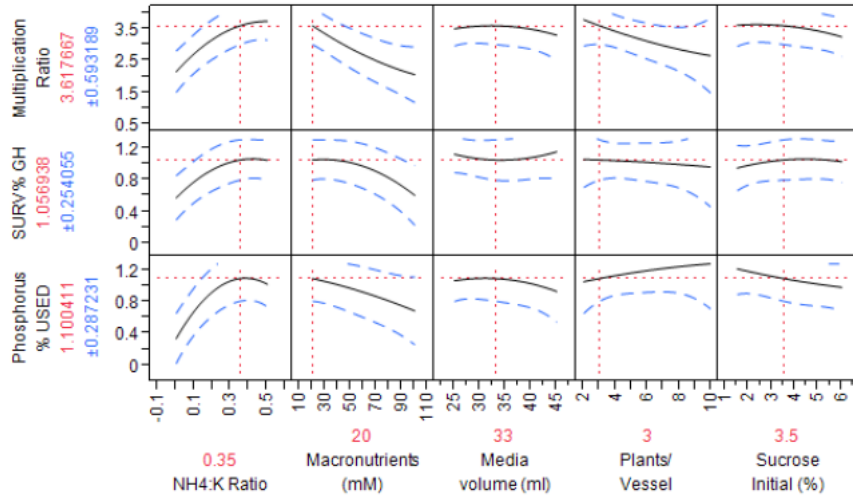 Multiplication
Ratio
3.617667
±0.593189
3.5
2.5
1.5
0.5
SURV% GH
1.056938
±0.254055
1.2
0.8
0.4
0
Phosphorus
% USED
1.100411
±0.287231
1.2
0.8
0.4
0
-0.1 0.1 0.3 0.5 10 30 50 70 90 110 25 30 35 40 45 2 4 6 8 10 1 2 3 4 5 6
0.35 20 33 3 3.5
NH4:K Ratio Macronutrients (mM) Media volume (ml) Plants/ Vessel Sucrose Initial (%)